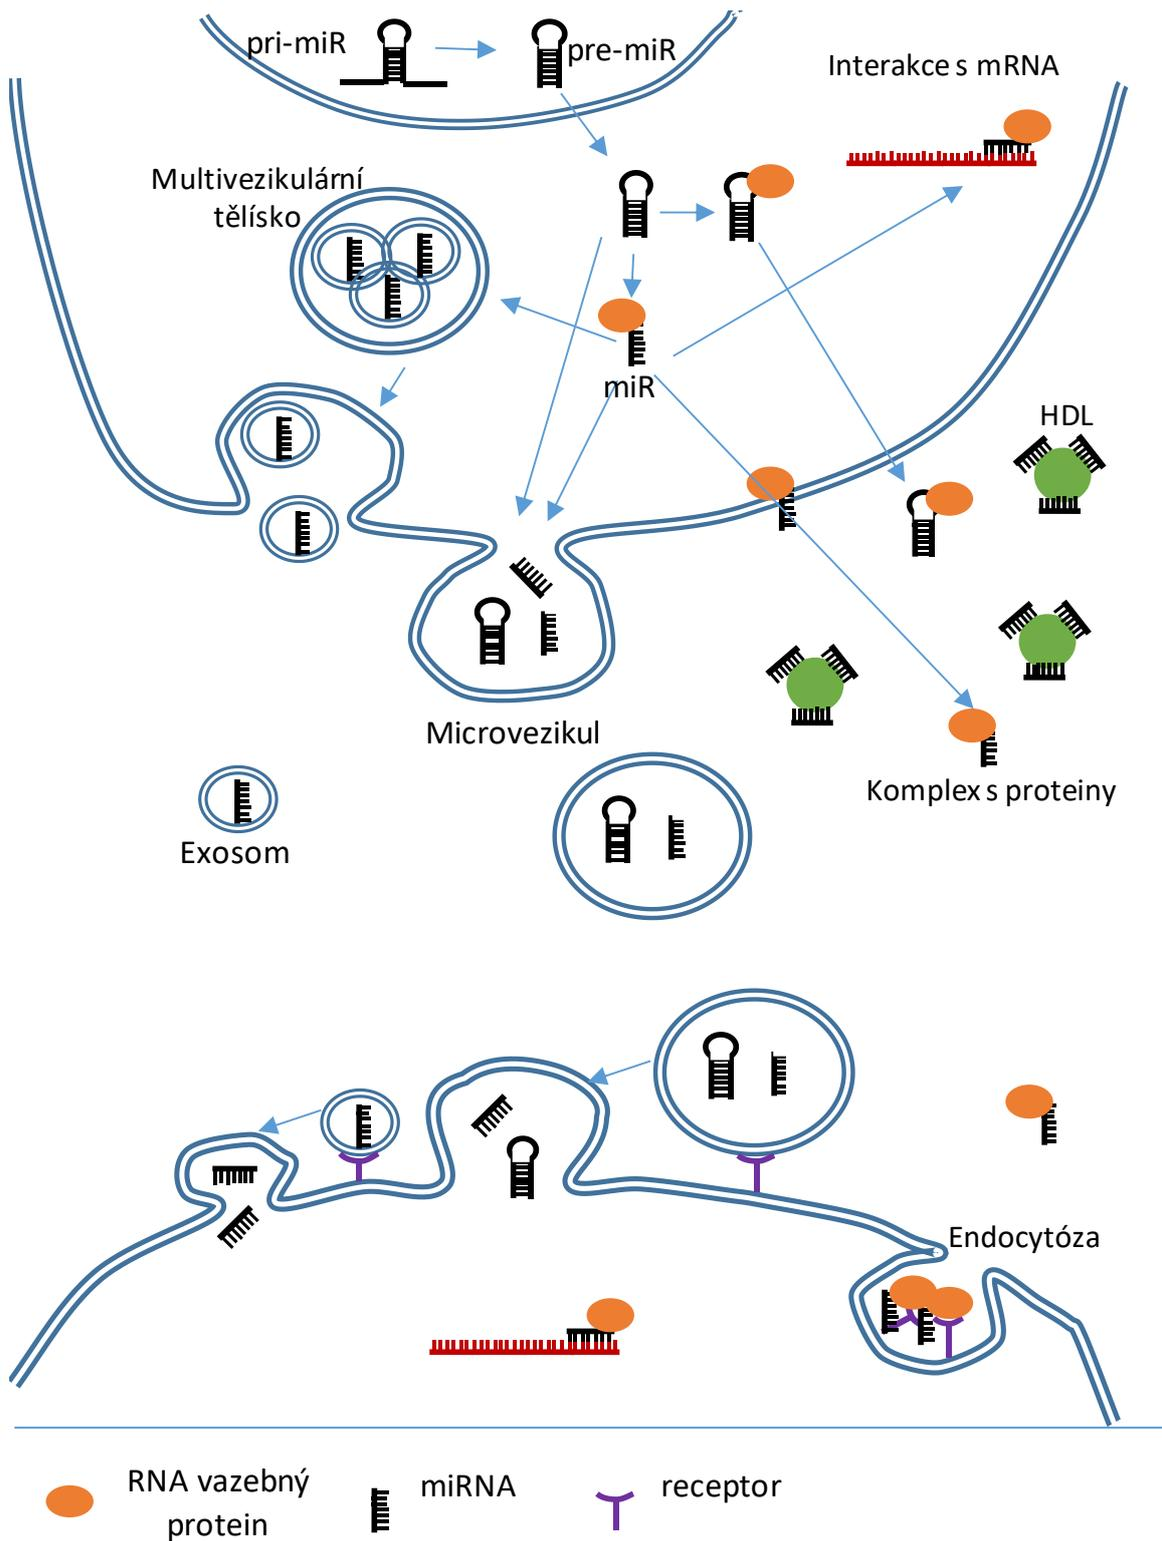 pri-miR
pre-miR
Interakce s mRNA
Multivezikulární
tělísko
miR
HDL
Microvezikul
Komplex s proteiny
Exosom
Endocytóza
RNA vazebný
protein
miRNA
receptor